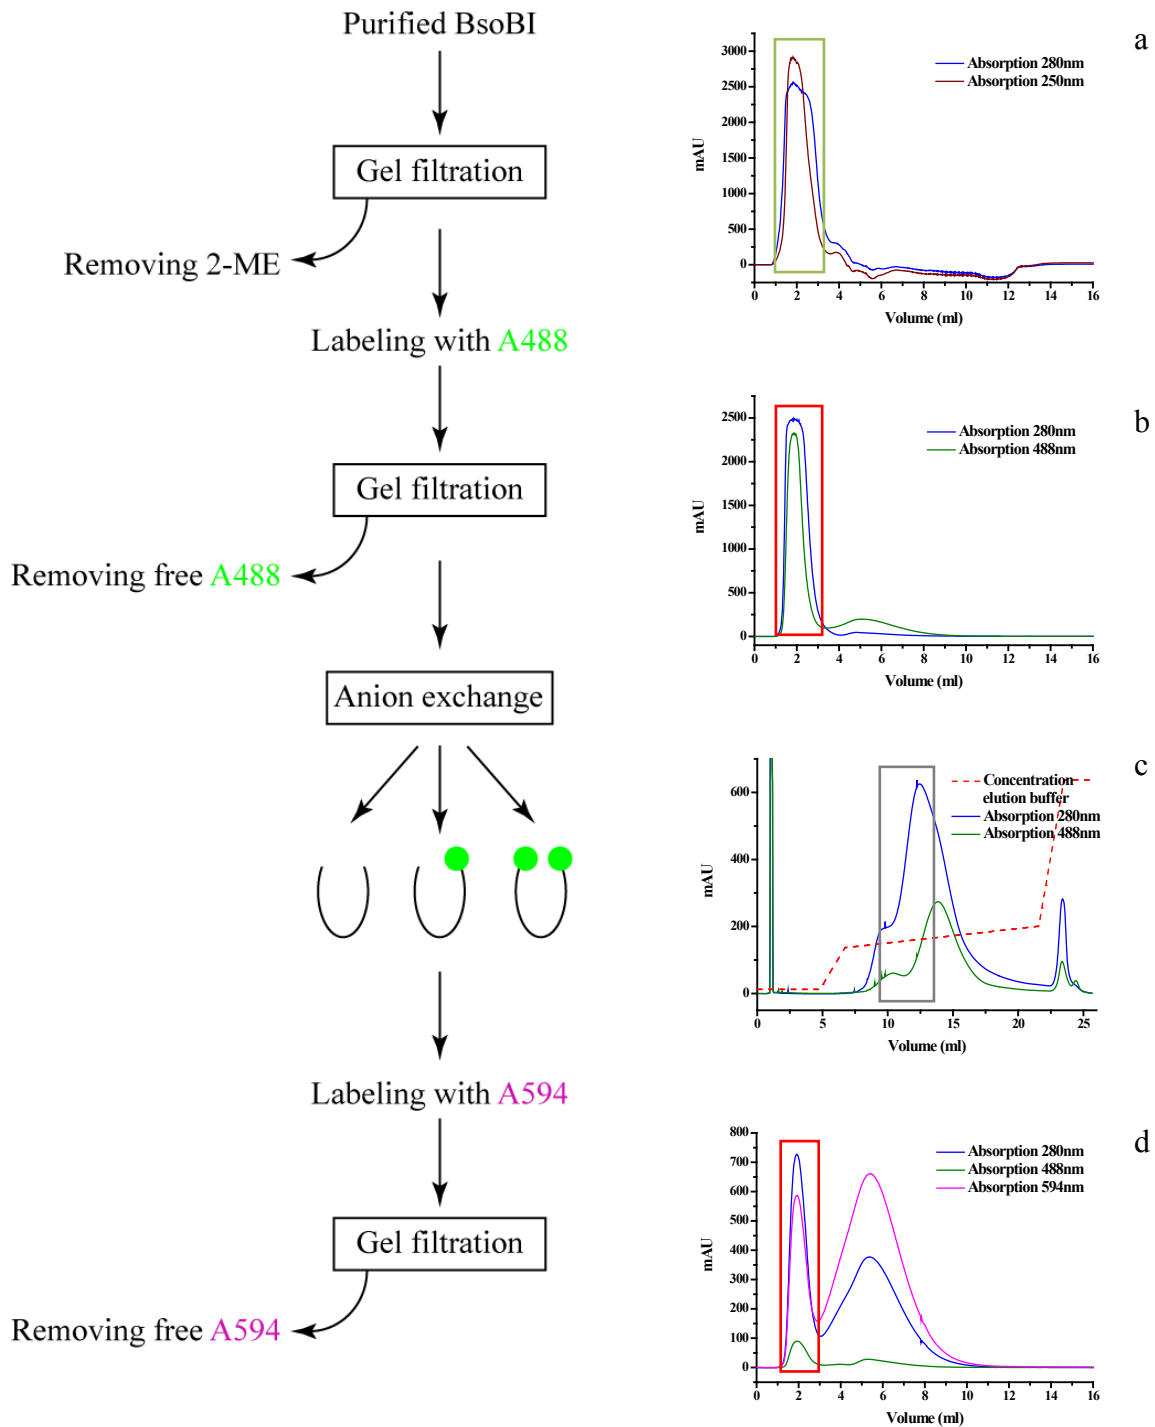 Purified BsoBI
Gel filtration
Removing 2-ME
Labeling with A488
Gel filtration
Removing free A488
Anion exchange
Labeling with A594
Gel filtration
Removing free A594
a
Absorption 280nm
Absorption 250nm
mAU
3000
2500
2000
1500
1000
500
0
0 2 4 6 8 10 12 14 16
Volume (ml)
b
Absorption 280nm
Absorption 488nm
mAU
2500
2000
1500
1000
500
0
0 2 4 6 8 10 12 14 16
Volume (ml)
c
Concentration
elution buffer
Absorption 280nm
Absorption 488nm
mAU
600
400
200
0
0 5 10 15 20 25
Volume (ml)
d
Absorption 280nm
Absorption 488nm
Absorption 594nm
mAU
800
700
600
500
400
300
200
100
0
0 2 4 6 8 10 12 14 16
Volume (ml)